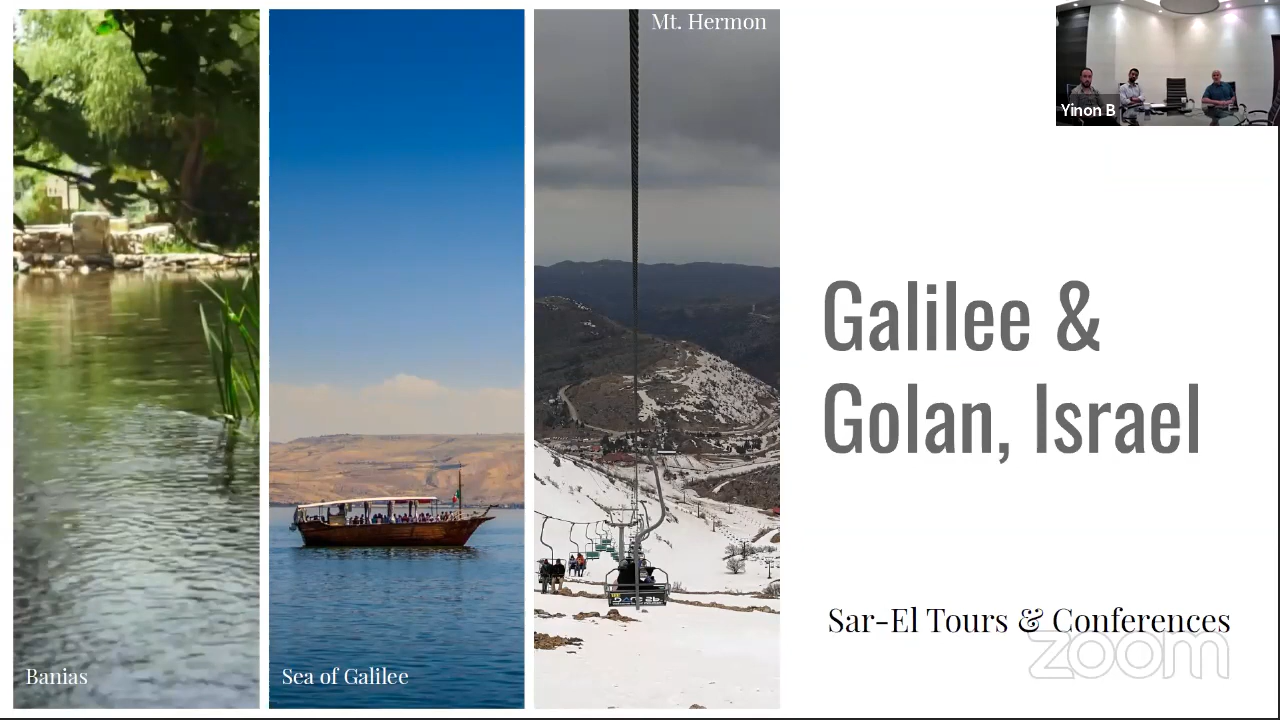 Mt. Hermon
Yinon B
Galilee &
Golan, Israel
Sar-El Tours & Conferences
zoom
Banias
Sea of Galilee